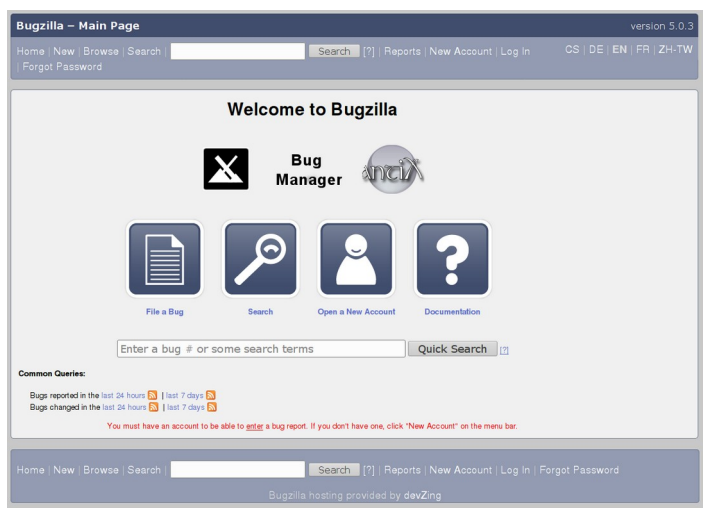 Bugzilla – Main Page
version 5.0.3
Home | New | Browse | Search | Search [?] | Reports | New Account | Log In
| Forgot Password
CS | DE | EN | FR | ZH-TW
Welcome to Bugzilla
Bug
Manager
antiX
File a Bug
Search
Open a New Account
Documentation
Enter a bug # or some search terms
Quick Search
[?]
Common Queries:
Bugs reported in the last 24 hours | last 7 days
Bugs changed in the last 24 hours | last 7 days
You must have an account to be able to enter a bug report. If you don't have one, click "New Account" on the menu bar.
Home | New | Browse | Search | Search [?] | Reports | New Account | Log In | Forgot Password
Bugzilla hosting provided by devZing